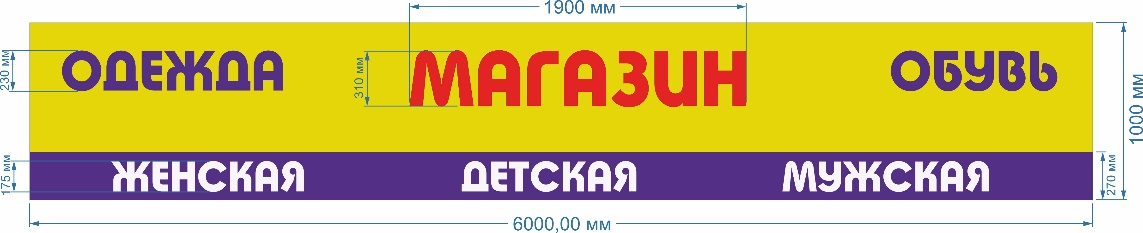 1900 мм
ОДЕЖДА МАГАЗИН ОБУВЬ
230 мм
310 мм
1000 мм
ЖЕНСКАЯ ДЕТСКАЯ МУЖСКАЯ
175 мм
270 мм
6000,00 мм